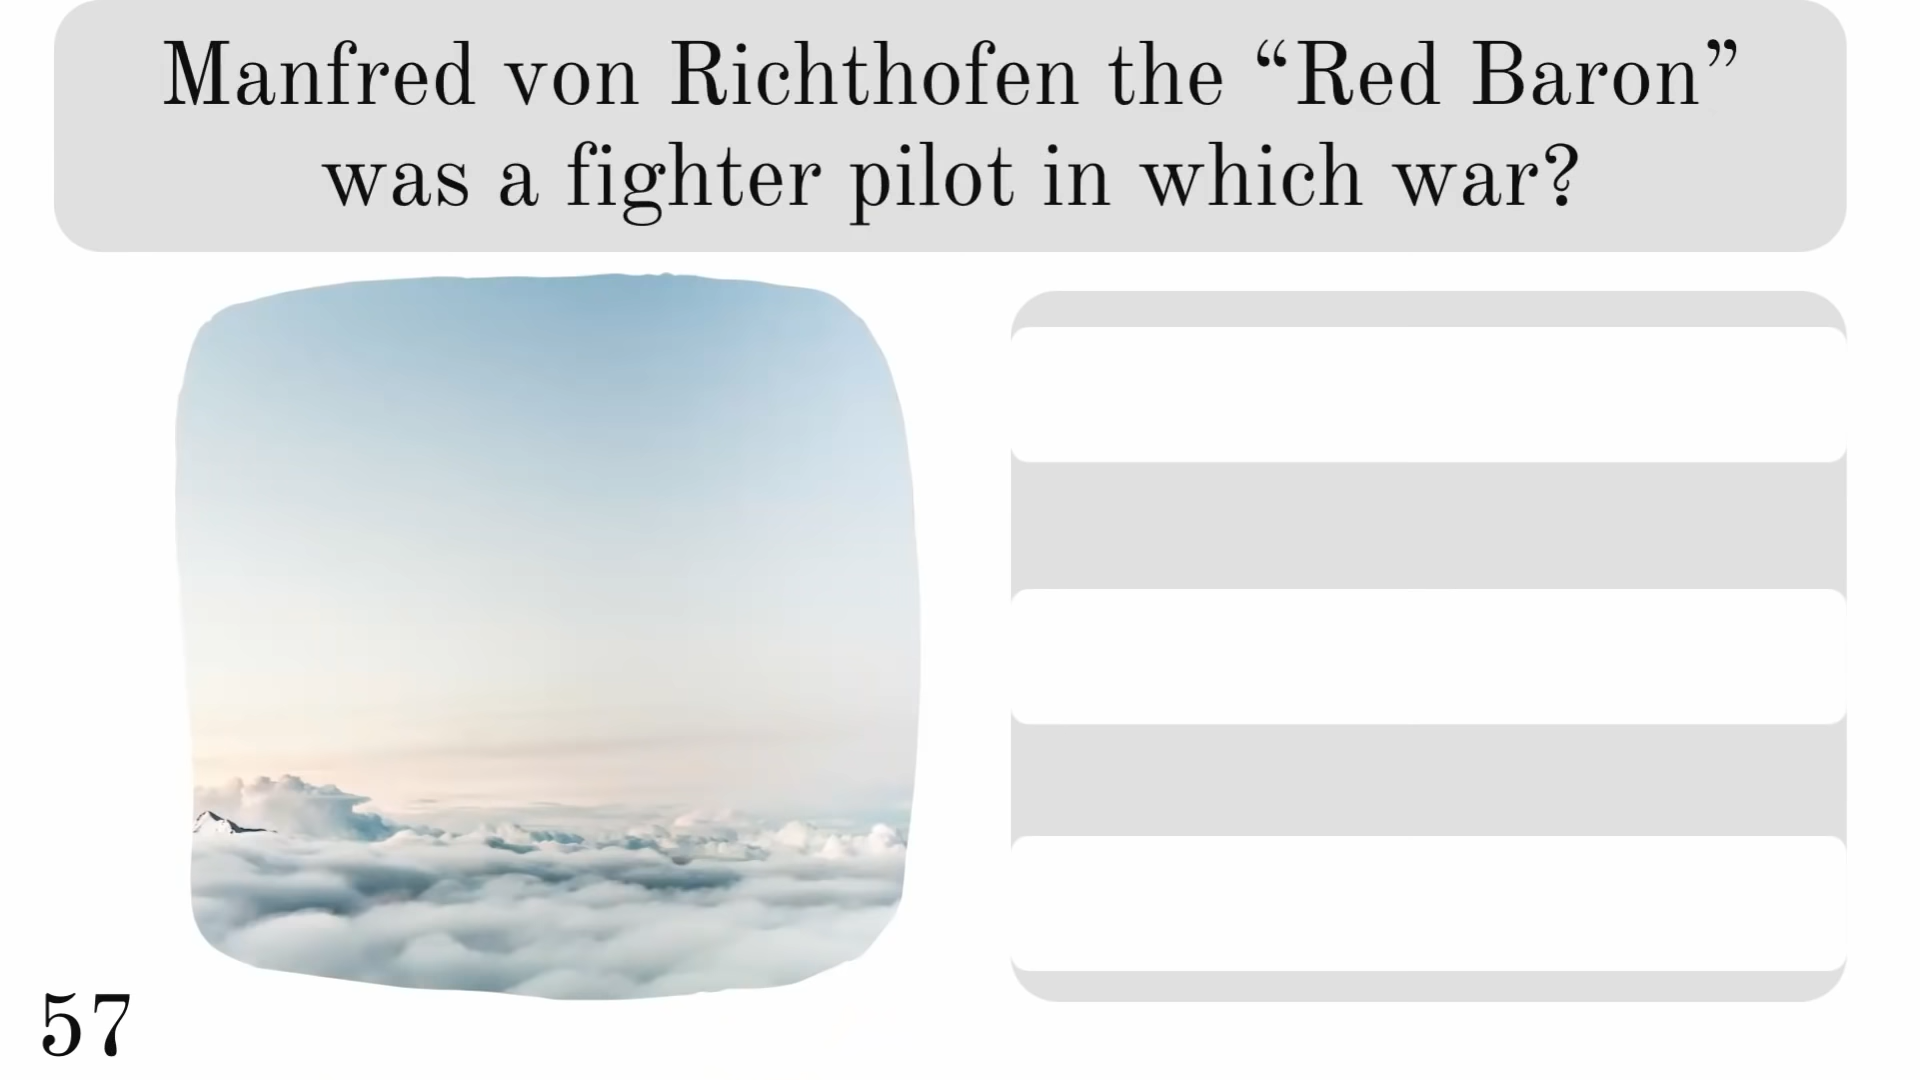 Manfred von Richthofen the “Red Baron”
was a fighter pilot in which war?
57